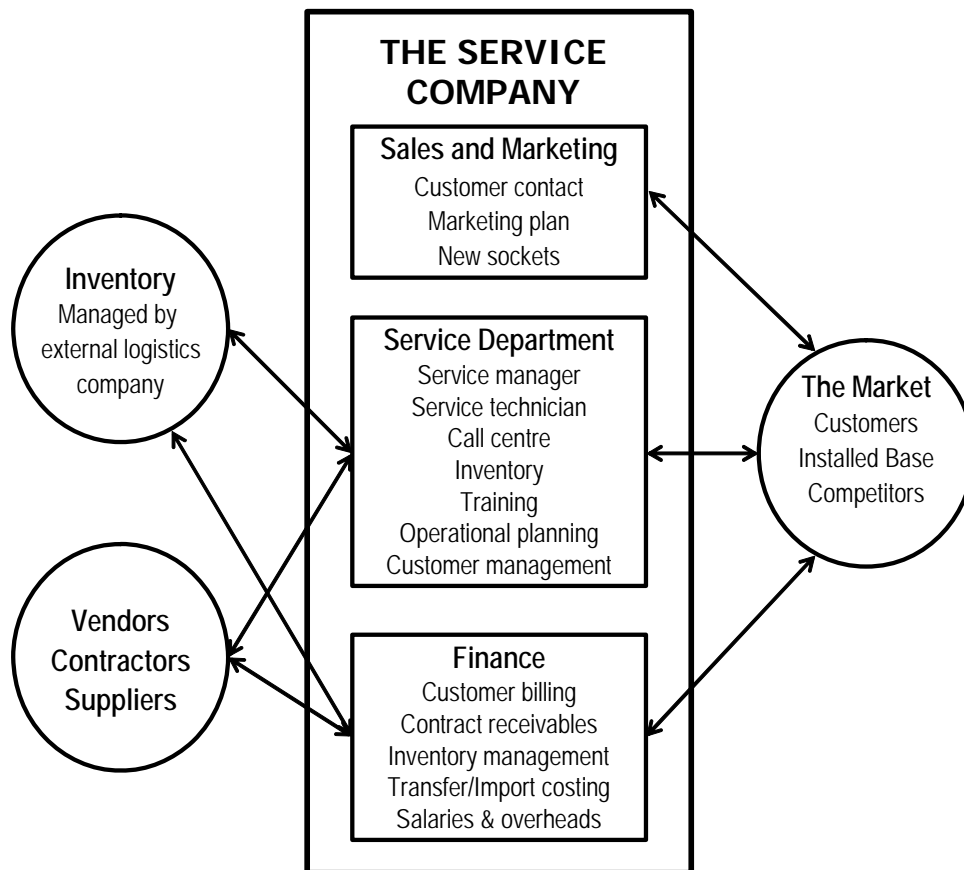 THE SERVICE
COMPANY
Sales and Marketing
Customer contact
Marketing plan
New sockets
Inventory
Managed by
external logistics
company
Service Department
Service manager
Service technician
Call centre
Inventory
Training
Operational planning
Customer management
The Market
Customers
Installed Base
Competitors
Vendors
Contractors
Suppliers
Finance
Customer billing
Contract receivables
Inventory management
Transfer/Import costing
Salaries & overheads